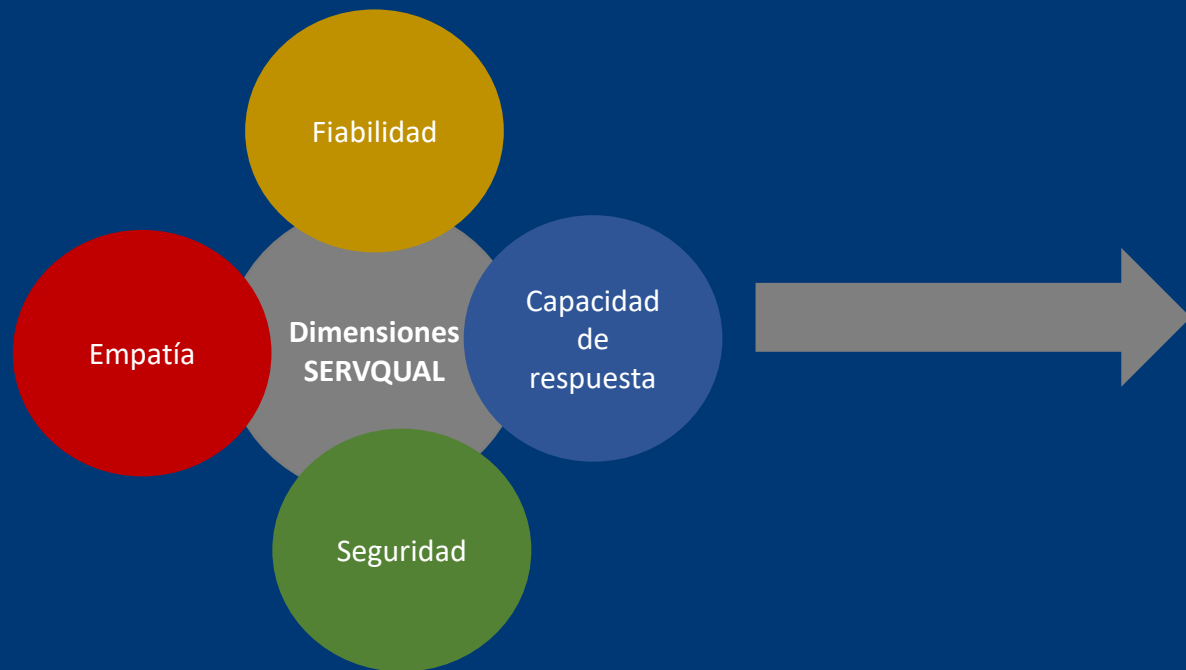 Fiabilidad
Empatía
Dimensiones
SERVQUAL
Capacidad
de
respuesta
Seguridad